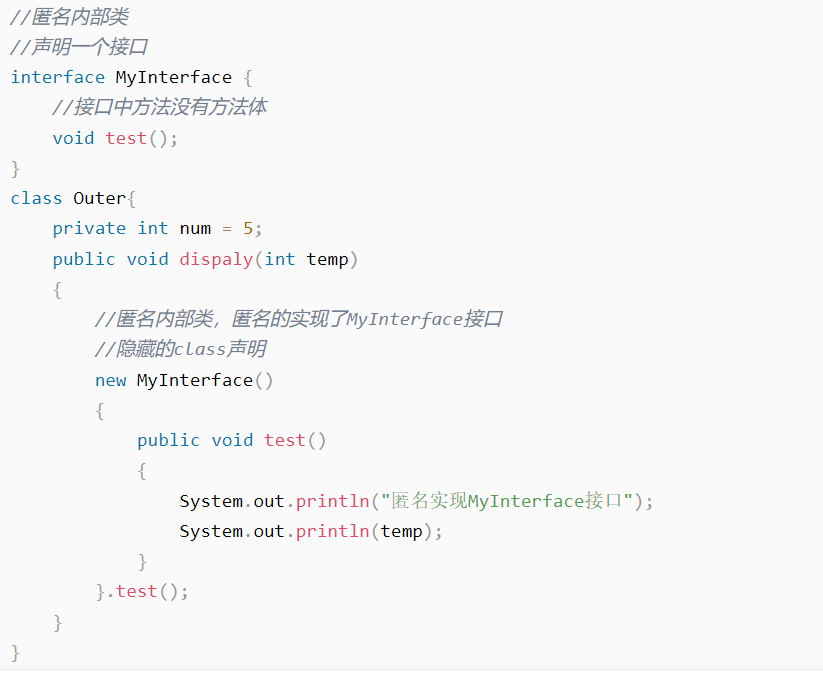 //匿名内部类
//声明一个接口
interface MyInterface {
    //接口中方法没有方法体
    void test();
}
class Outer{
    private int num = 5;
    public void dispaly(int temp)
    {
        //匿名内部类，匿名的实现了MyInterface接口
        //隐藏的class声明
        new MyInterface()
        {
            public void test()
            {
                System.out.println("匿名实现MyInterface接口");
                System.out.println(temp);
            }
        }.test();
    }
}